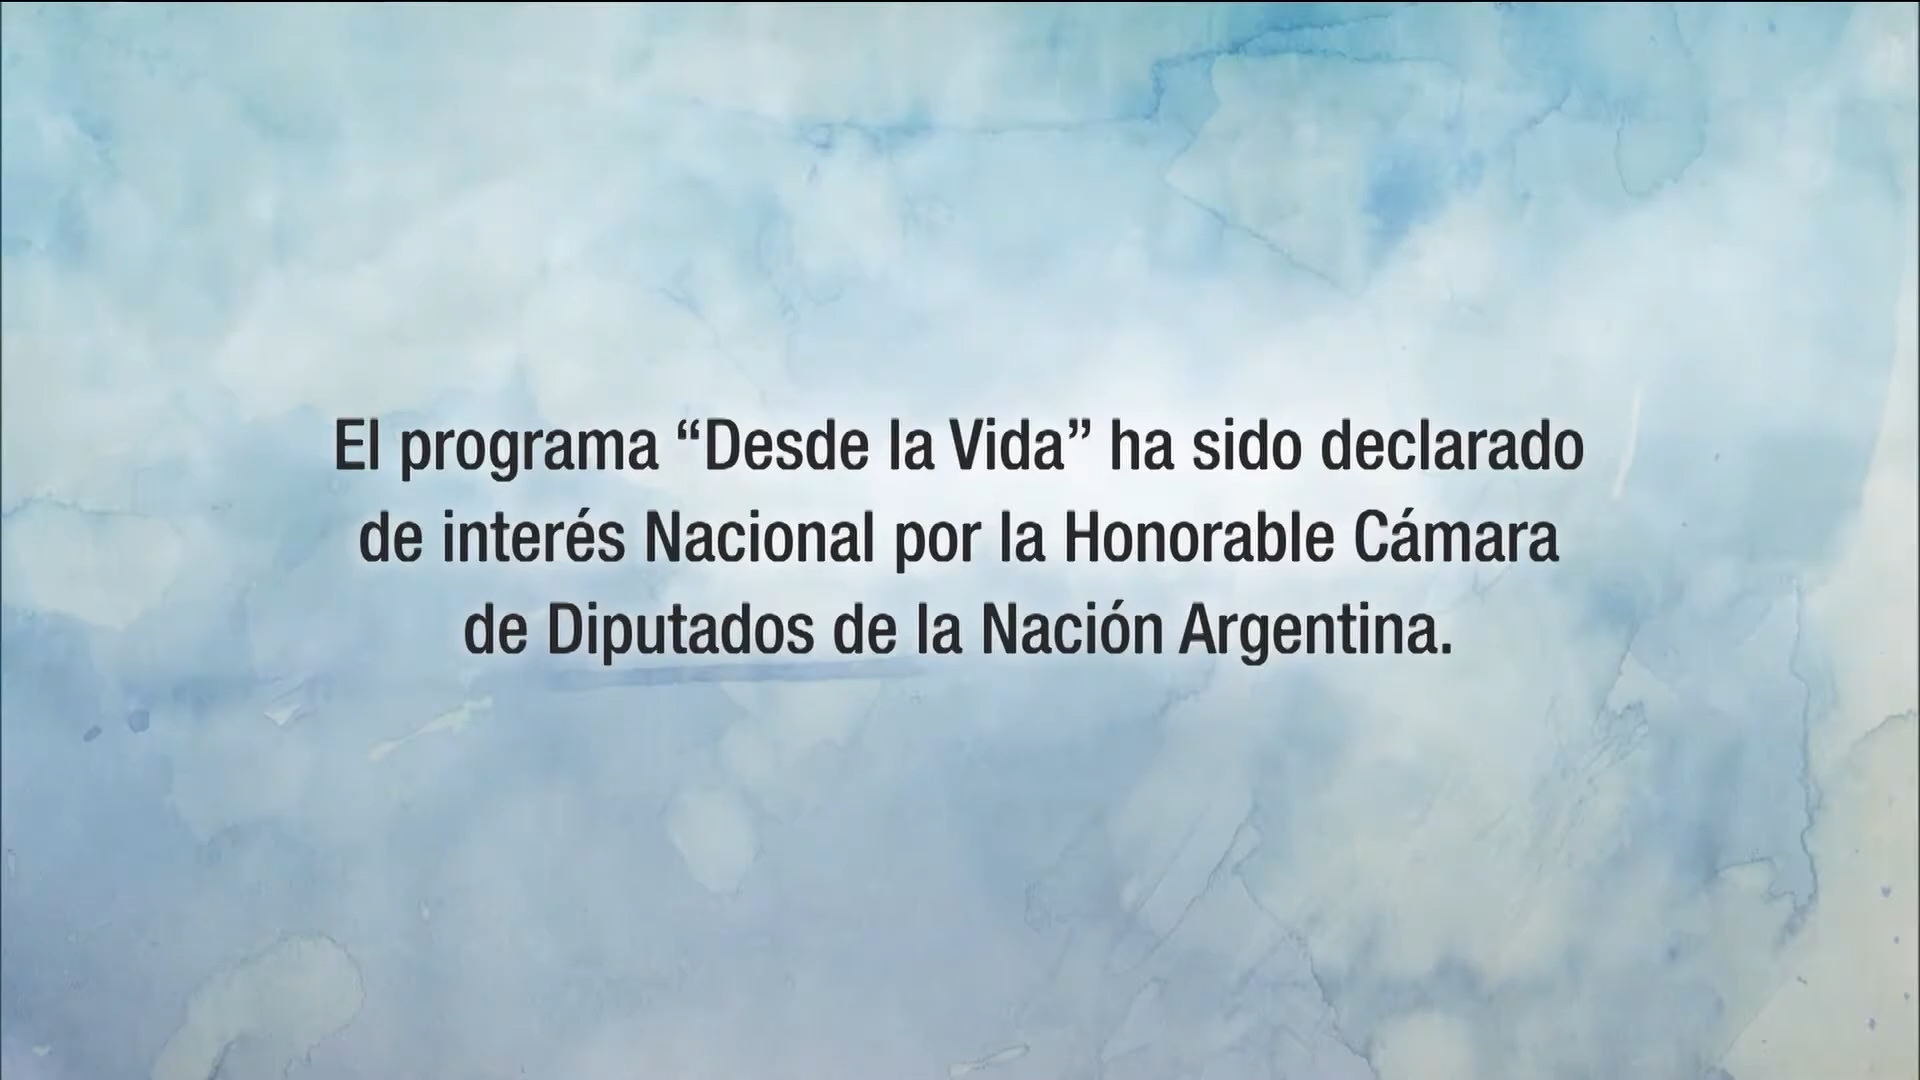 El programa “Desde la Vida” ha sido declarado
de interés Nacional por la Honorable Cámara
de Diputados de la Nación Argentina.